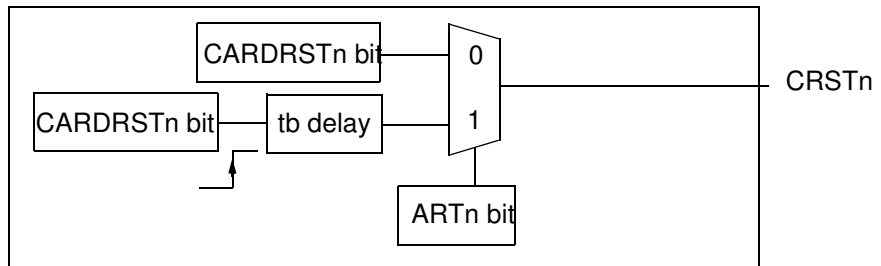 CARDRSTn bit
0
CRSTn
CARDRSTn bit
tb delay
1
ARTn bit